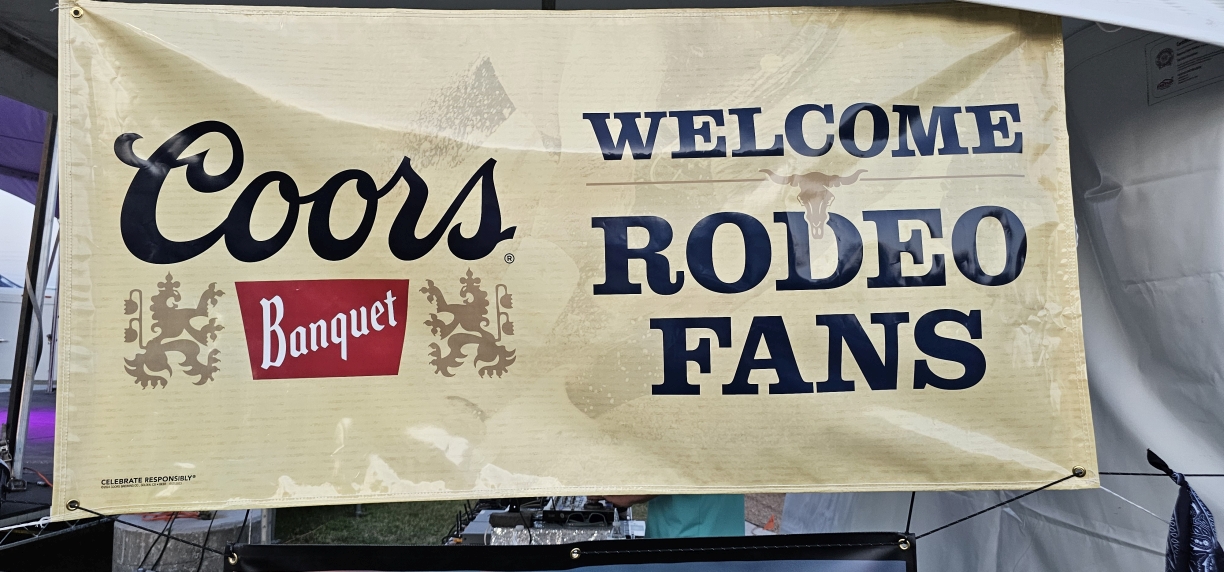 Coors®
Banquet
WELCOME
RODEO
FANS
CELEBRATE RESPONSIBLY®